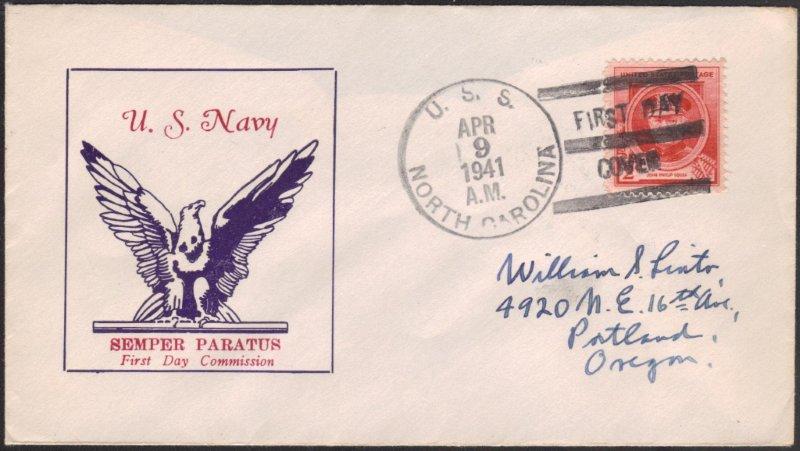 U. S. Navy
SEMPER PARATUS
First Day Commission
U. S. S.
APR
9
1941
A.M.
NORTH CAROLINA
FIRST DAY
COVER
UNITED STATES POSTAGE
2
JOHN PHILIP SOUSA
William S. Linto,
4920 N. E. 16th Ave.,
Portland,
Oregon.